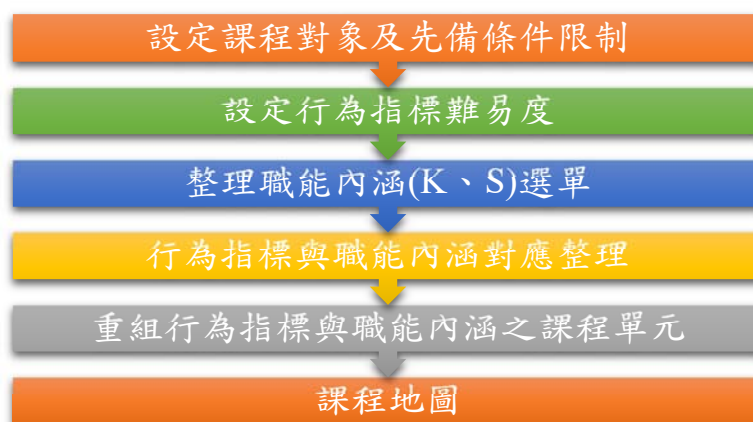 設定課程對象及先備條件限制
設定行為指標難易度
整理職能內涵(K、S)選單
行為指標與職能內涵對應整理
重組行為指標與職能內涵之課程單元
課程地圖